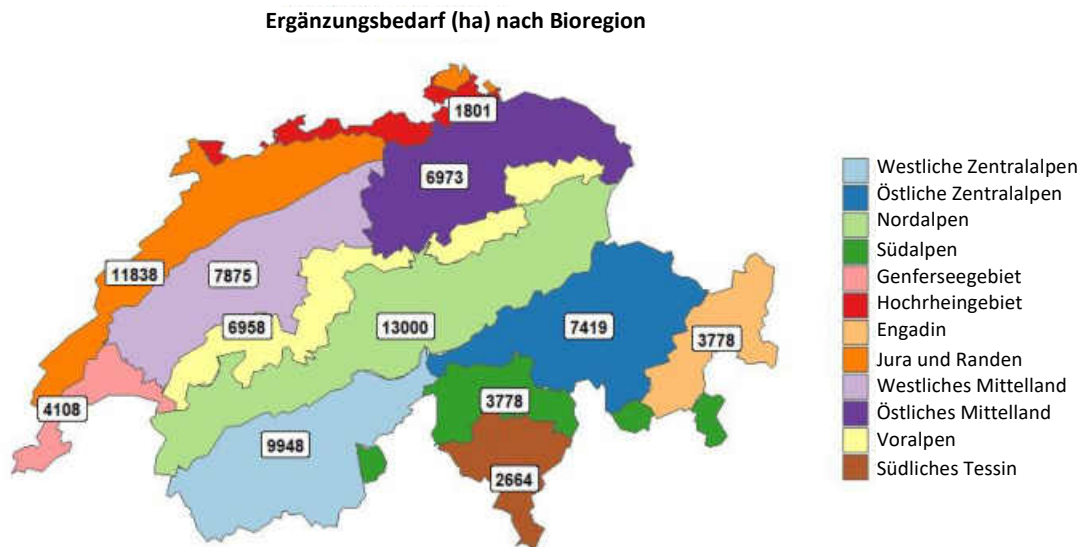 Ergänzungsbedarf (ha) nach Bioregion
1801
6973
11838
7875
6958
13000
7419
3778
4108
3778
9948
2664
Westliche Zentralalpen
Östliche Zentralalpen
Nordalpen
Südalpen
Genferseegebiet
Hochrheingebiet
Engadin
Jura und Randen
Westliches Mittelland
Östliches Mittelland
Voralpen
Südliches Tessin